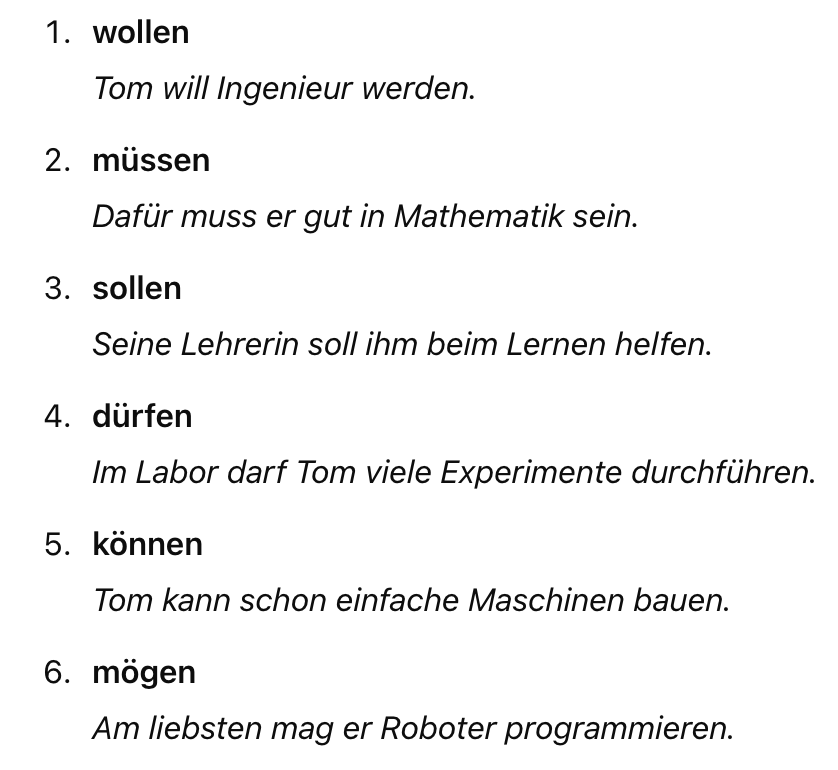 1. wollen
Tom will Ingenieur werden.
2. müssen
Dafür muss er gut in Mathematik sein.
3. sollen
Seine Lehrerin soll ihm beim Lernen helfen.
4. dürfen
Im Labor darf Tom viele Experimente durchführen.
5. können
Tom kann schon einfache Maschinen bauen.
6. mögen
Am liebsten mag er Roboter programmieren.